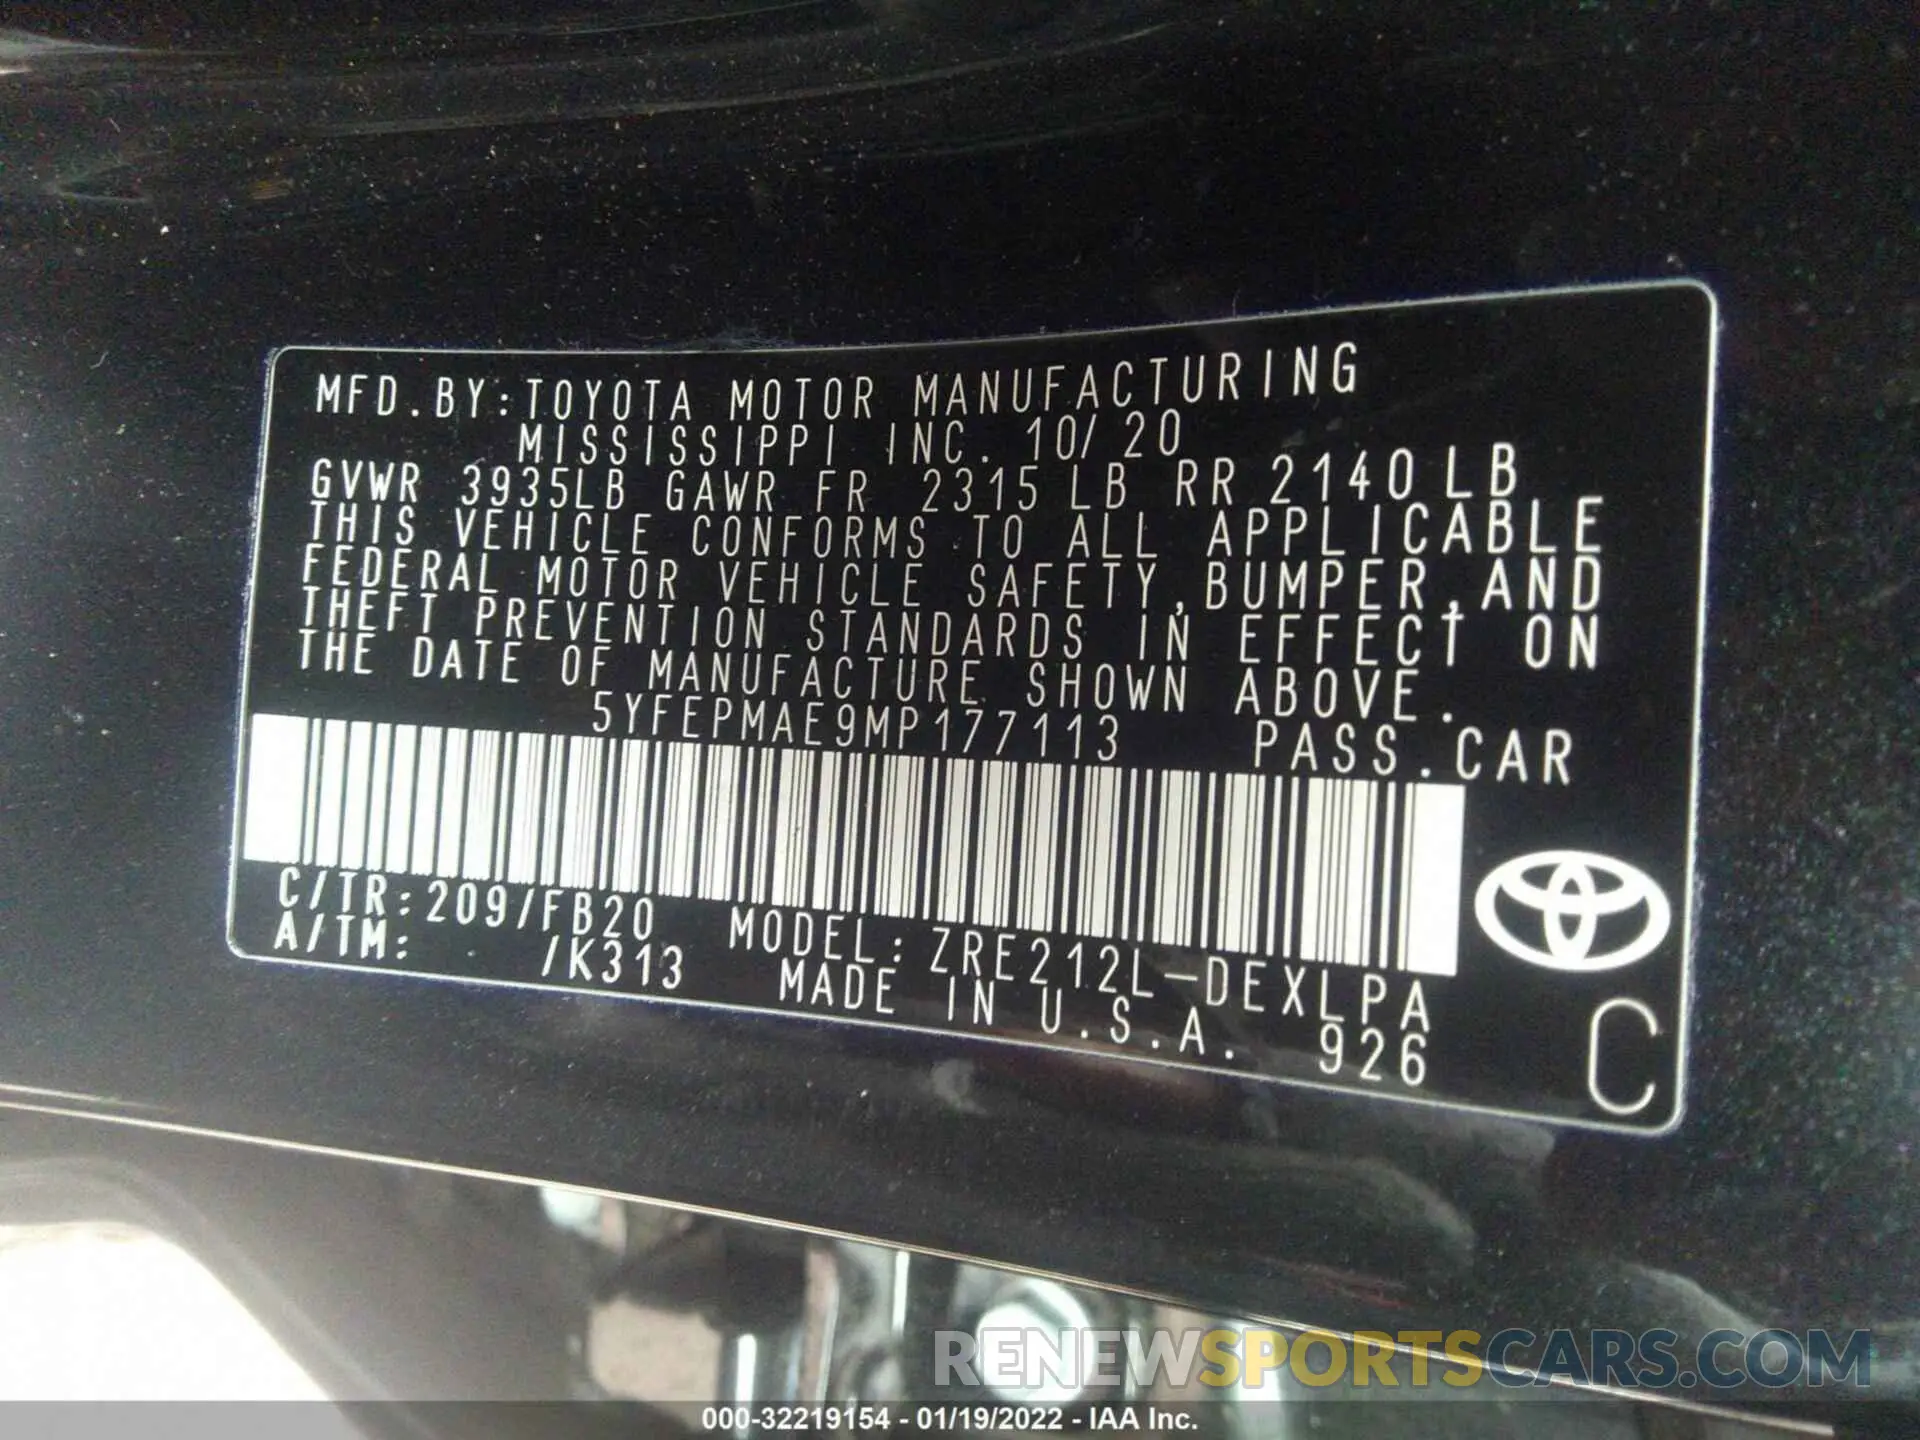 MFD.BY:TOYOTA MOTOR MANUFACTURING
MISSISSIPPI INC. 10/20
GVWR 3935LB GAWR FR 2315LB RR 2140LB
THIS VEHICLE CONFORMS TO ALL APPLICABLE
FEDERAL MOTOR VEHICLE SAFETY,BUMPER,AND
THEFT PREVENTION STANDARDS IN EFFECT ON
THE DATE OF MANUFACTURE SHOWN ABOVE.
5YFEPMAE9MP177113 PASS.CAR
C/TR:209/FB20 MODEL:ZRE212L-DEXLPA
A/TM: /K313 MADE IN U.S.A. 926
C
RENEWSPORTSCARS.COM
000-32219154 - 01/19/2022 - IAA Inc.